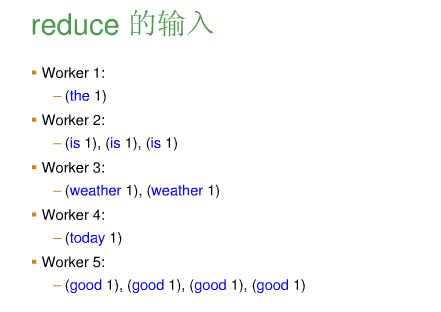 reduce 的输入
▪ Worker 1:
– (the 1)
▪ Worker 2:
– (is 1), (is 1), (is 1)
▪ Worker 3:
– (weather 1), (weather 1)
▪ Worker 4:
– (today 1)
▪ Worker 5:
– (good 1), (good 1), (good 1), (good 1)